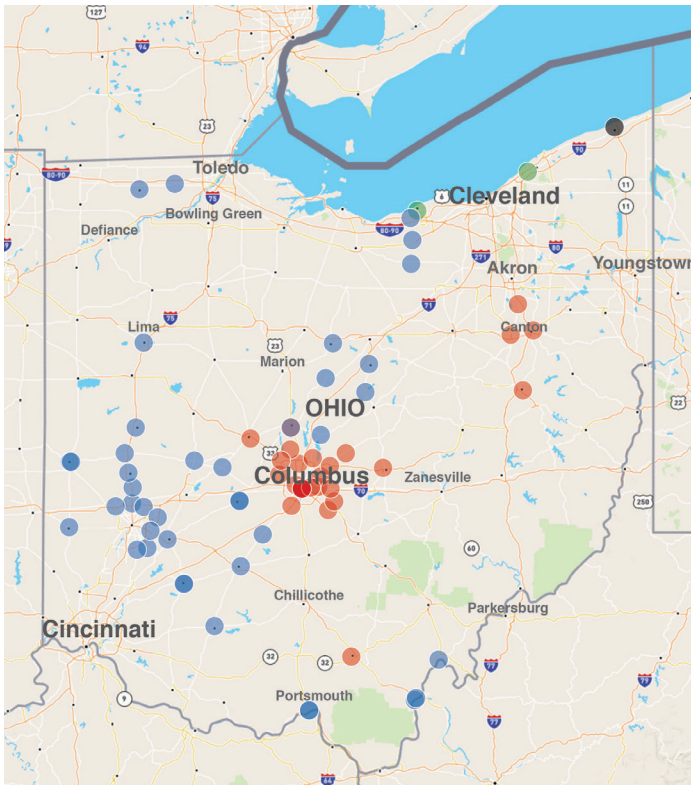 127
94
23
90
Toledo
80-90
11
6
Cleveland
75
Bowling Green
11
Defiance
80-90
80
271
Akron
Youngstown
71
75
Lima
Canton
23
Marion
22
OHIO
32
Columbus
Zanesville
70
250
60
Chillicothe
Parkersburg
Cincinnati
32
32
77
79
9
Portsmouth
77
64